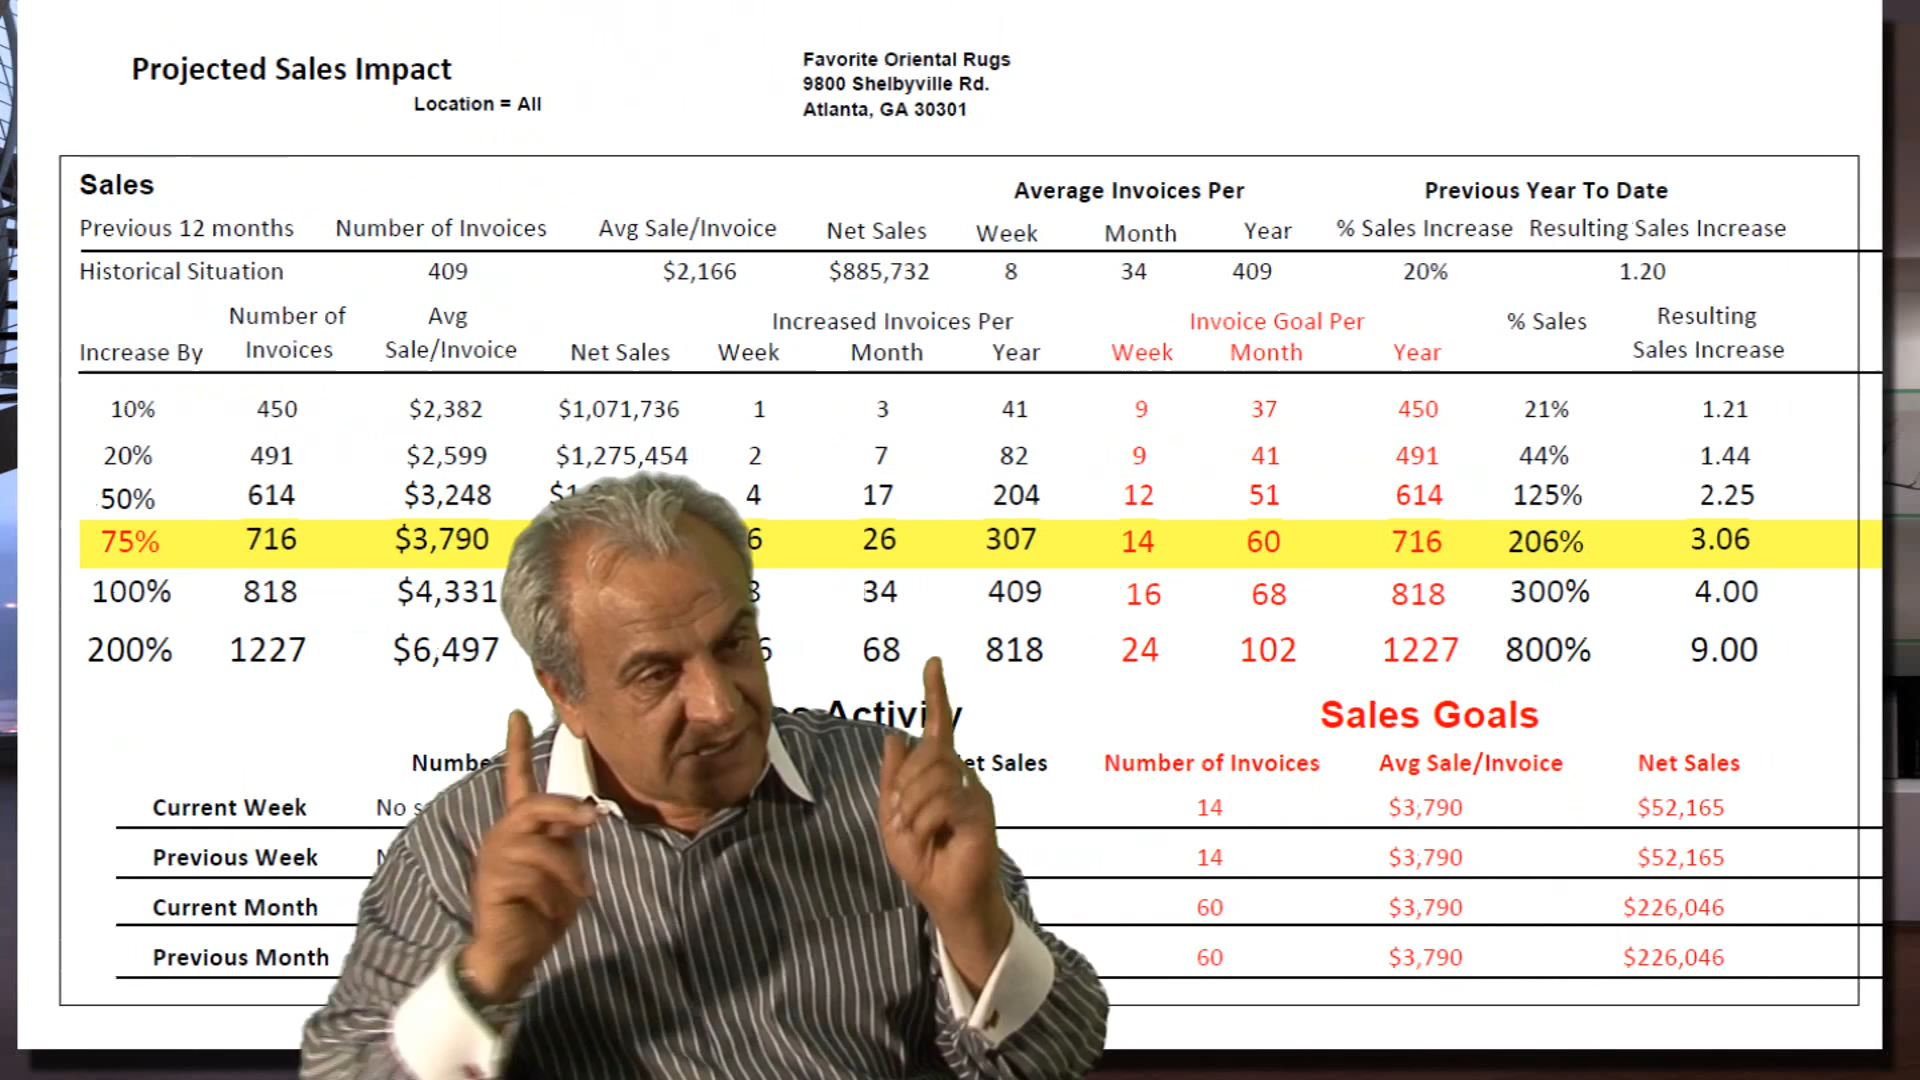 Projected Sales Impact
Location = All
Favorite Oriental Rugs
9800 Shelbyville Rd.
Atlanta, GA 30301
Sales
Average Invoices Per
Previous Year To Date
Previous 12 months Number of Invoices Avg Sale/Invoice Net Sales Week Month Year % Sales Increase Resulting Sales Increase
Historical Situation 409 $2,166 $885,732 8 34 409 20% 1.20
Number of Avg Increased Invoices Per Invoice Goal Per % Sales Resulting
Increase By Invoices Sale/Invoice Net Sales Week Month Year Week Month Year Sales Increase
10% 450 $2,382 $1,071,736 1 3 41 9 37 450 21% 1.21
20% 491 $2,599 $1,275,454 2 7 82 9 41 491 44% 1.44
50% 614 $3,248 4 17 204 12 51 614 125% 2.25
75% 716 $3,790 6 26 307 14 60 716 206% 3.06
100% 818 $4,331 34 409 16 68 818 300% 4.00
200% 1227 $6,497 68 818 24 102 1227 800% 9.00
Activity Sales Goals
Sales Number of Invoices Avg Sale/Invoice Net Sales
Current Week No 14 $3,790 $52,165
Previous Week 14 $3,790 $52,165
Current Month 60 $3,790 $226,046
Previous Month 60 $3,790 $226,046